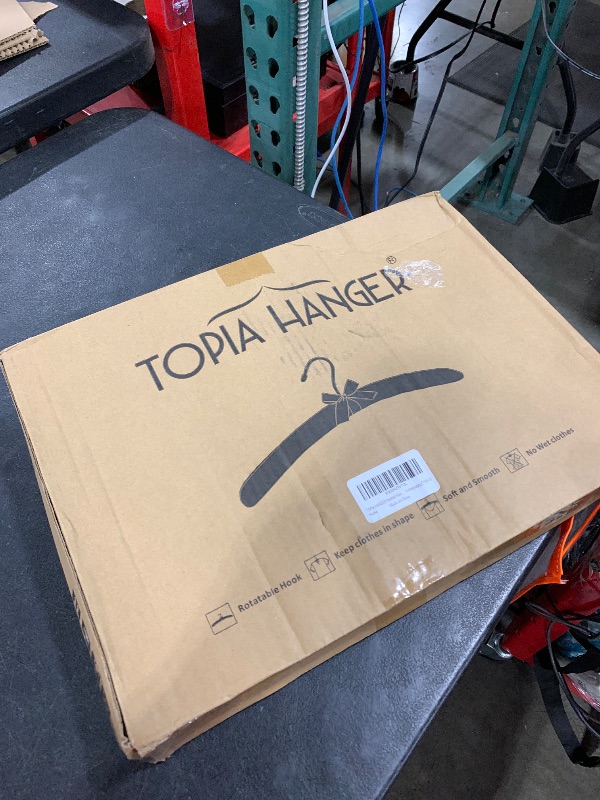 TOPIA HANGER®
Rotatable Hook
Keep clothes in shape
Soft and Smooth
No Wet clothes